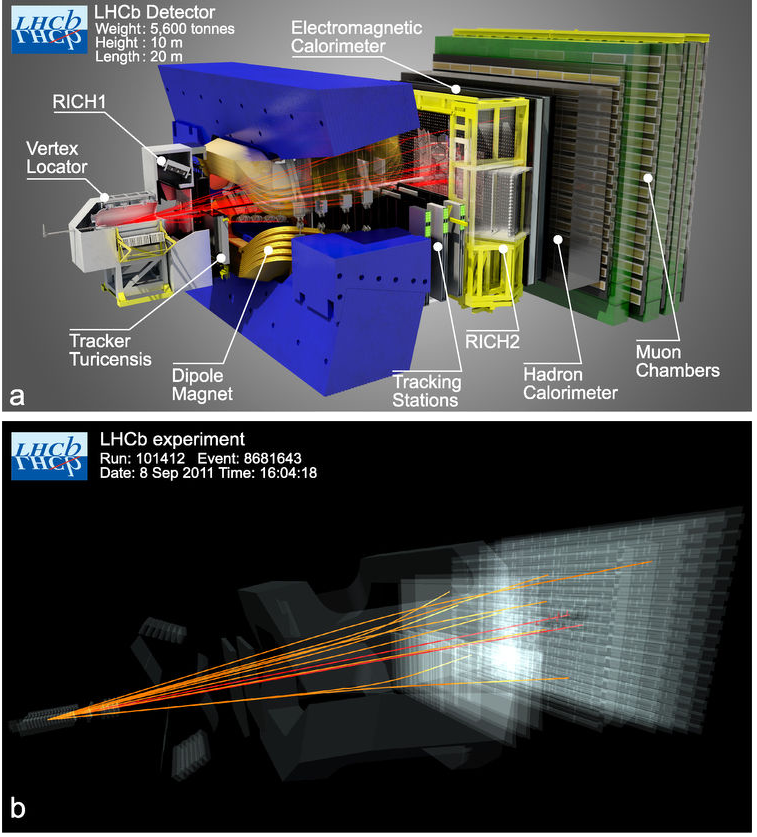 LHCb
LHCb
LHCb Detector
Weight: 5,600 tonnes
Height : 10 m
Length : 20 m
Electromagnetic
Calorimeter
RICH1
Vertex
Locator
Tracker
Turicensis
Dipole
Magnet
Tracking
Stations
RICH2
Hadron
Calorimeter
Muon
Chambers
a
LHCb
LHCb
LHCb experiment
Run: 101412 Event: 8681643
Date: 8 Sep 2011 Time: 16:04:18
b